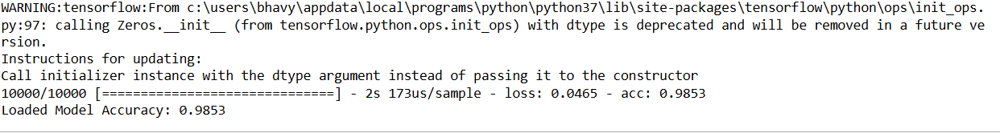 WARNING:tensorflow:From c:\users\bhavy\appdata\local\programs\python\python37\lib\site-packages\tensorflow\python\ops\init_ops.
py:97: calling Zeros.__init__ (from tensorflow.python.ops.init_ops) with dtype is deprecated and will be removed in a future ve
rsion.
Instructions for updating:
Call initializer instance with the dtype argument instead of passing it to the constructor
10000/10000 [==============================] - 2s 173us/sample - loss: 0.0465 - acc: 0.9853
Loaded Model Accuracy: 0.9853